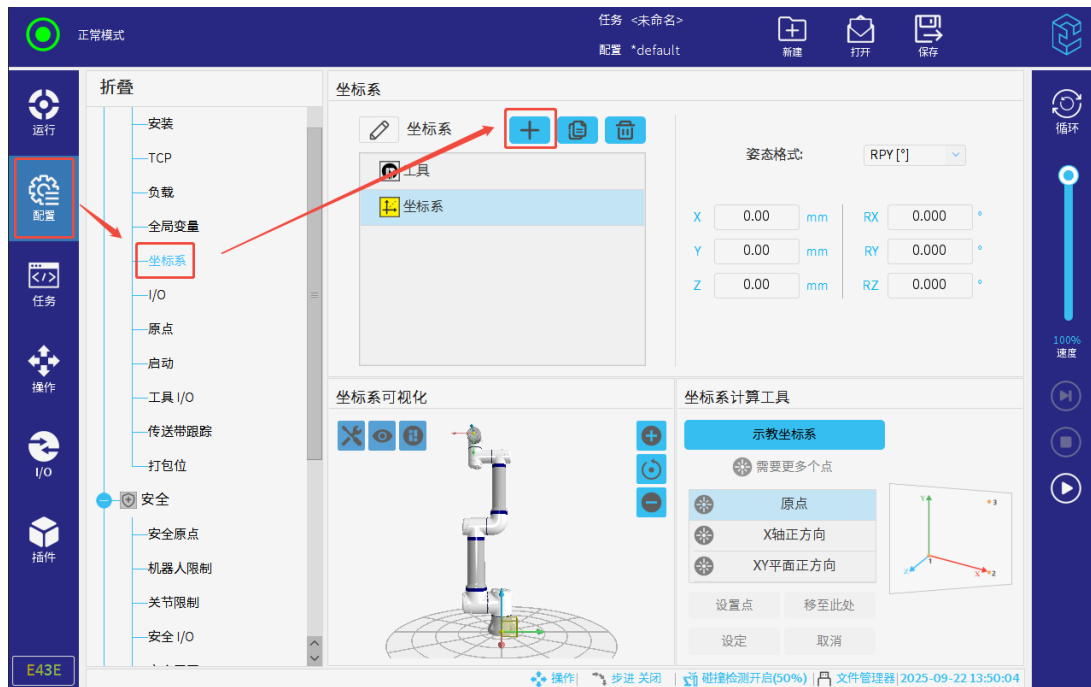 正常模式
任务 <未命名>
配置 *default
新建
打开
保存
运行
配置
任务
操作
I/O
插件
E43E
折叠
安装
TCP
负载
全局变量
坐标系
I/O
原点
启动
工具 I/O
传送带跟踪
打包位
安全
安全原点
机器人限制
关节限制
安全 I/O
坐标系
坐标系
工具
坐标系
姿态格式: RPY [°]
X 0.00 mm RX 0.000 °
Y 0.00 mm RY 0.000 °
Z 0.00 mm RZ 0.000 °
坐标系可视化
坐标系计算工具
示教坐标系
需要更多个点
原点
X轴正方向
XY平面正方向
Y 3
1
Z X 2
设置点 移至此处
设定 取消
循环
100%
速度
操作 步进 关闭 碰撞检测开启(50%) 文件管理器 2025-09-22 13:50:04